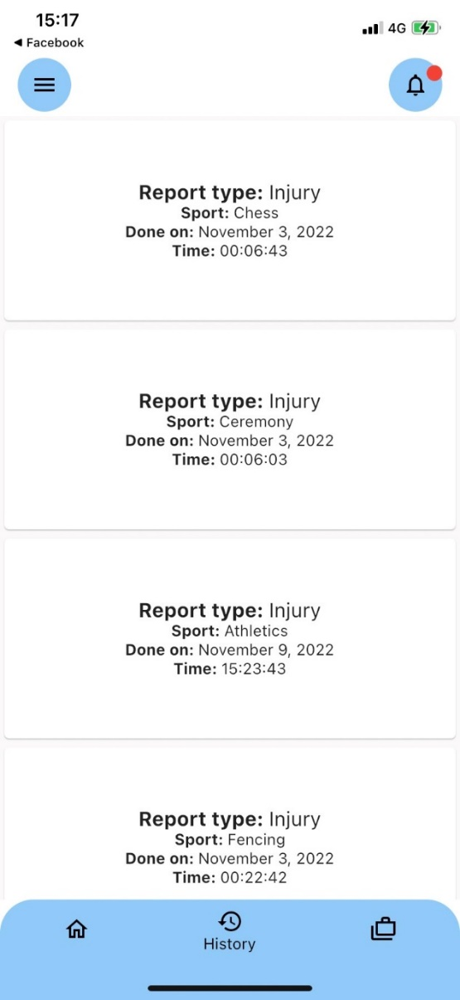 15:17
4G
◀ Facebook
Report type: Injury
Sport: Chess
Done on: November 3, 2022
Time: 00:06:43
Report type: Injury
Sport: Ceremony
Done on: November 3, 2022
Time: 00:06:03
Report type: Injury
Sport: Athletics
Done on: November 9, 2022
Time: 15:23:43
Report type: Injury
Sport: Fencing
Done on: November 3, 2022
Time: 00:22:42
History